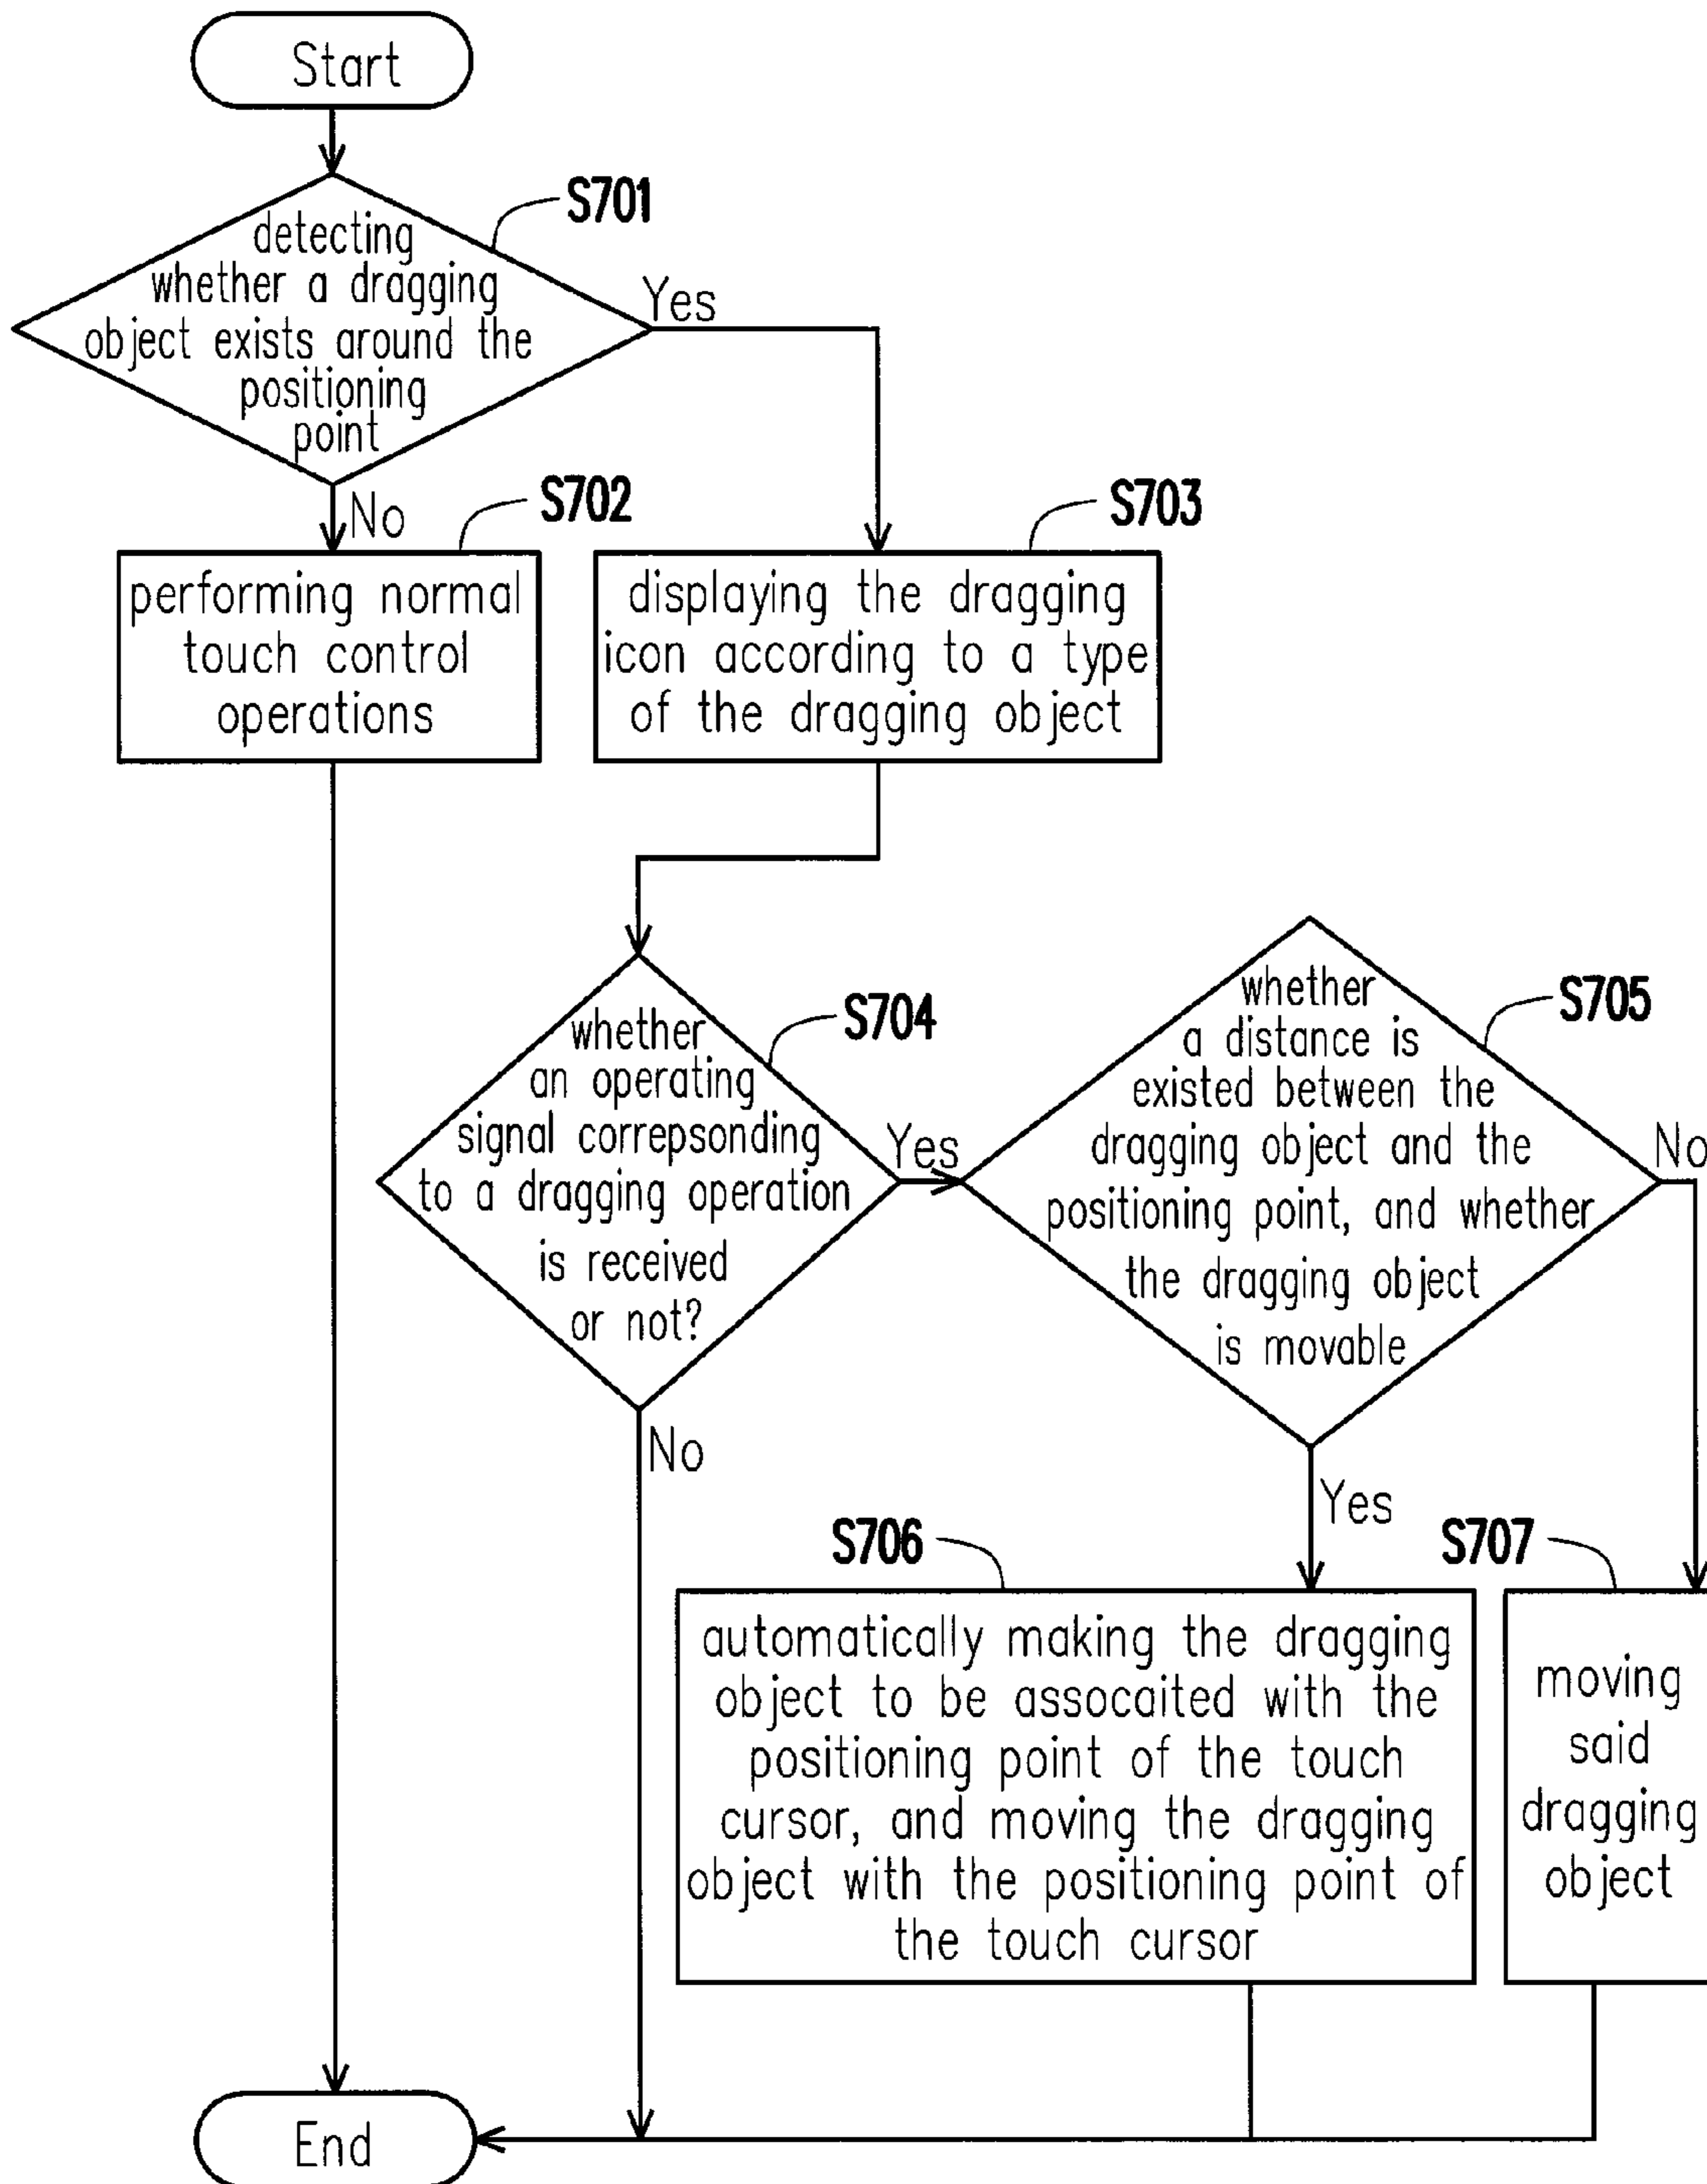 Start
S701
detecting
whether a dragging
object exists around the
positioning
point
Yes
No
S702
performing normal
touch control
operations
S703
displaying the dragging
icon according to a type
of the dragging object
S704
whether
an operating
signal correpsonding
to a dragging operation
is received
or not?
Yes
No
S705
whether
a distance is
existed between the
dragging object and the
positioning point, and whether
the dragging object
is movable
No
Yes
S706
automatically making the dragging
object to be assocaited with the
positioning point of the touch
cursor, and moving the dragging
object with the positioning point of
the touch cursor
S707
moving
said
dragging
object
End